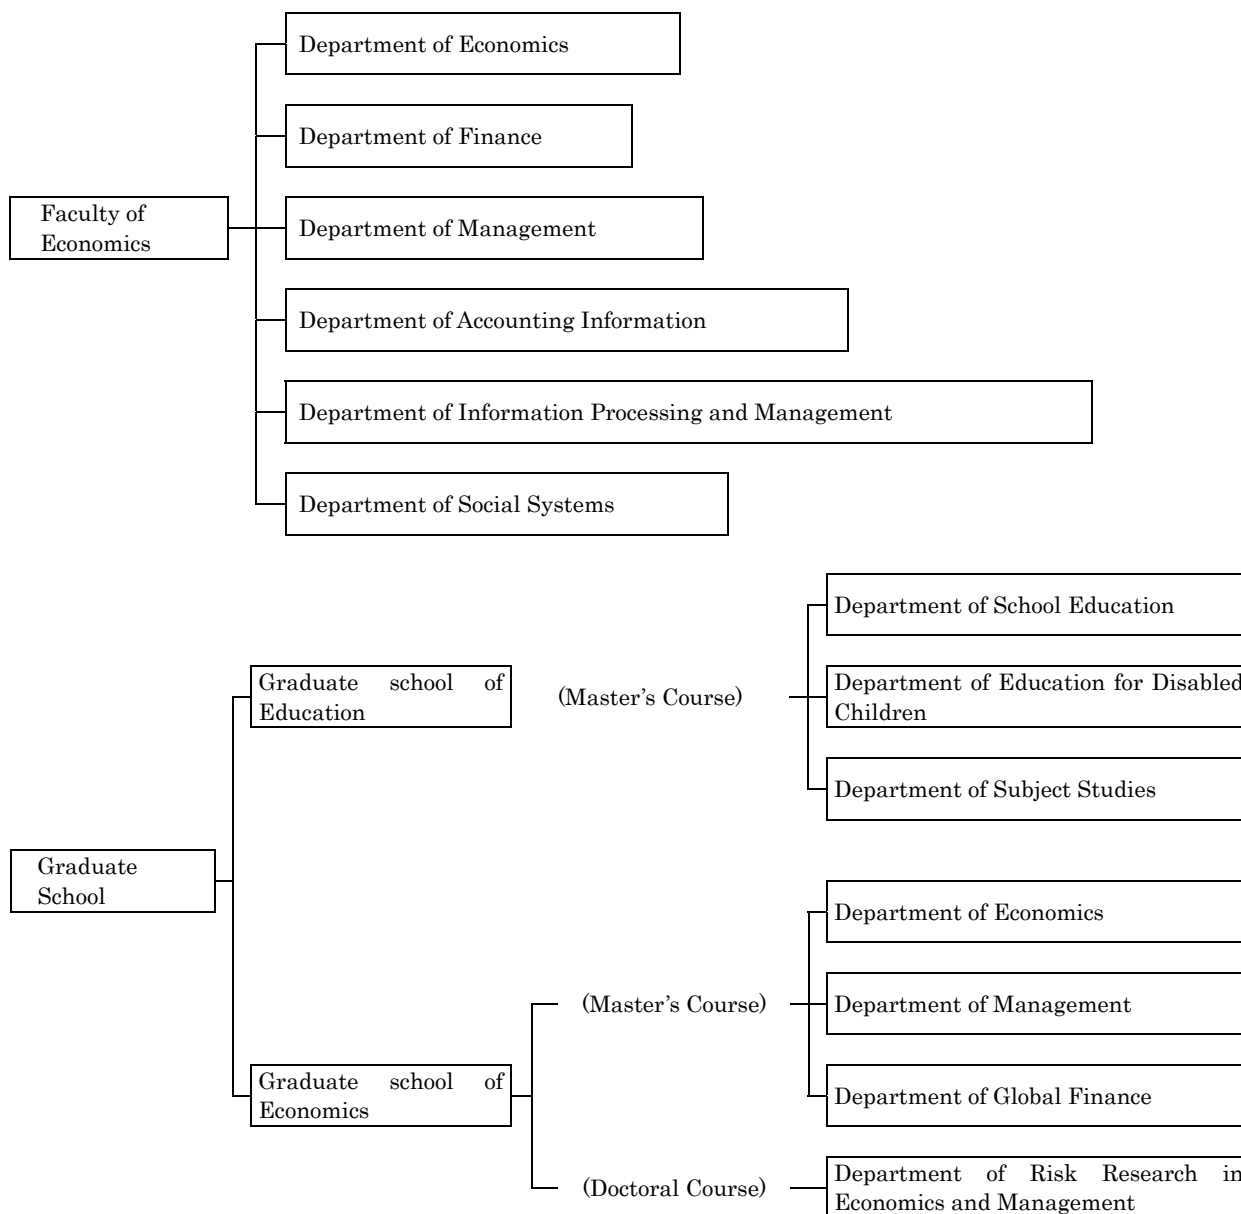 Department of Economics
Department of Finance
Faculty of
Economics
Department of Management
Department of Accounting Information
Department of Information Processing and Management
Department of Social Systems
Department of School Education
Graduate school of
Education
(Master's Course)
Department of Education for Disabled
Children
Department of Subject Studies
Graduate
School
Department of Economics
(Master's Course)
Department of Management
Graduate school of
Economics
Department of Global Finance
(Doctoral Course)
Department of Risk Research in
Economics and Management